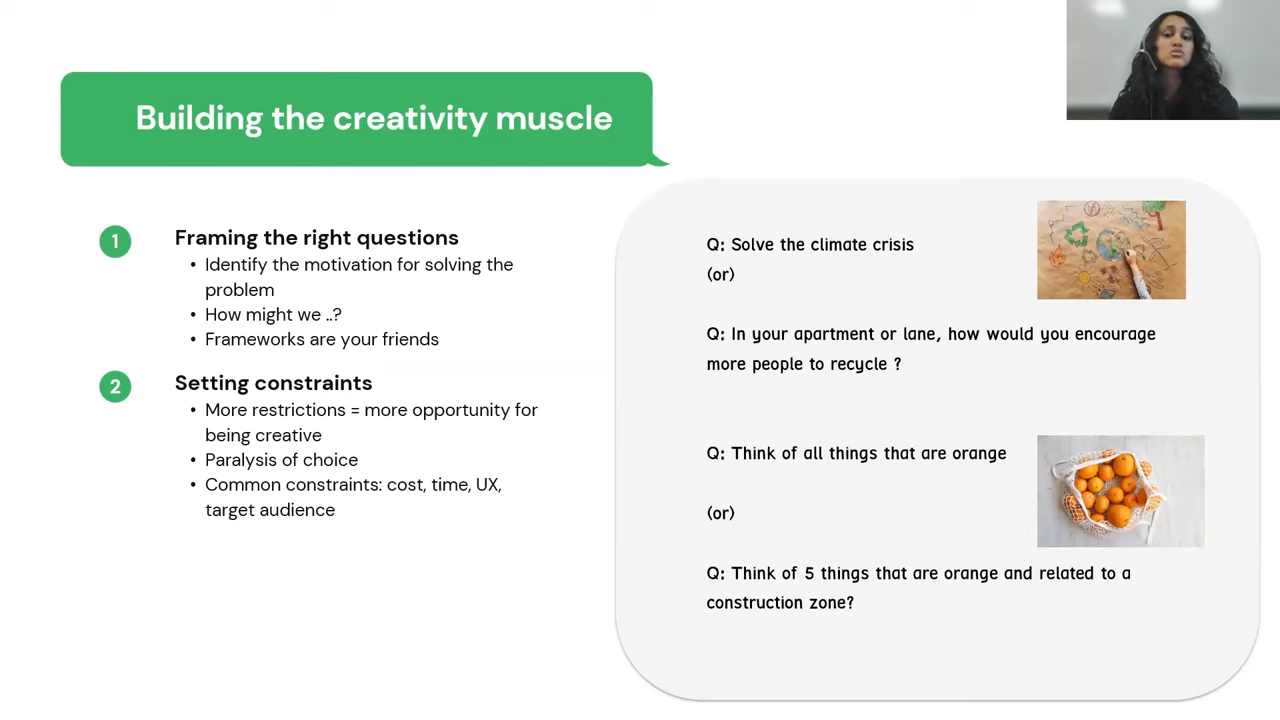 Building the creativity muscle
1
Framing the right questions
• Identify the motivation for solving the
problem
• How might we ..?
• Frameworks are your friends
2
Setting constraints
• More restrictions = more opportunity for
being creative
• Paralysis of choice
• Common constraints: cost, time, UX,
target audience
Q: Solve the climate crisis
(or)
Q: In your apartment or lane, how would you encourage
more people to recycle ?
Q: Think of all things that are orange
(or)
Q: Think of 5 things that are orange and related to a
construction zone?